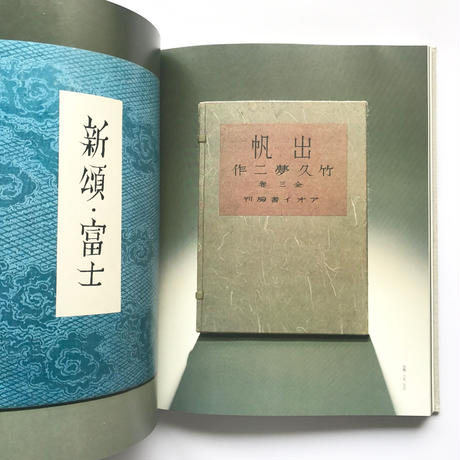 新頌・富士
出帆
竹久夢二作
全三卷
アオイ書房刊